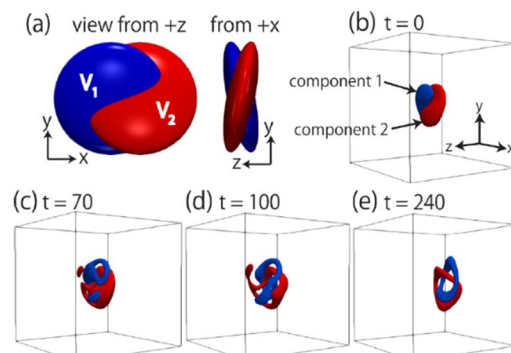 (a) view from +z from +x
V1
V2
y
x
z
y
(b) t = 0
component 1
component 2
y
z
x
(c) t = 70
(d) t = 100
(e) t = 240